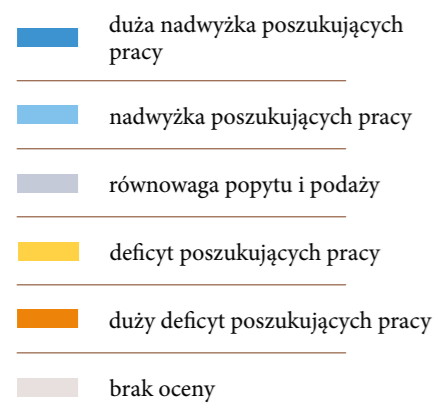 duża nadwyżka poszukujących
pracy
nadwyżka poszukujących pracy
równowaga popytu i podaży
deficyt poszukujących pracy
duży deficyt poszukujących pracy
brak oceny